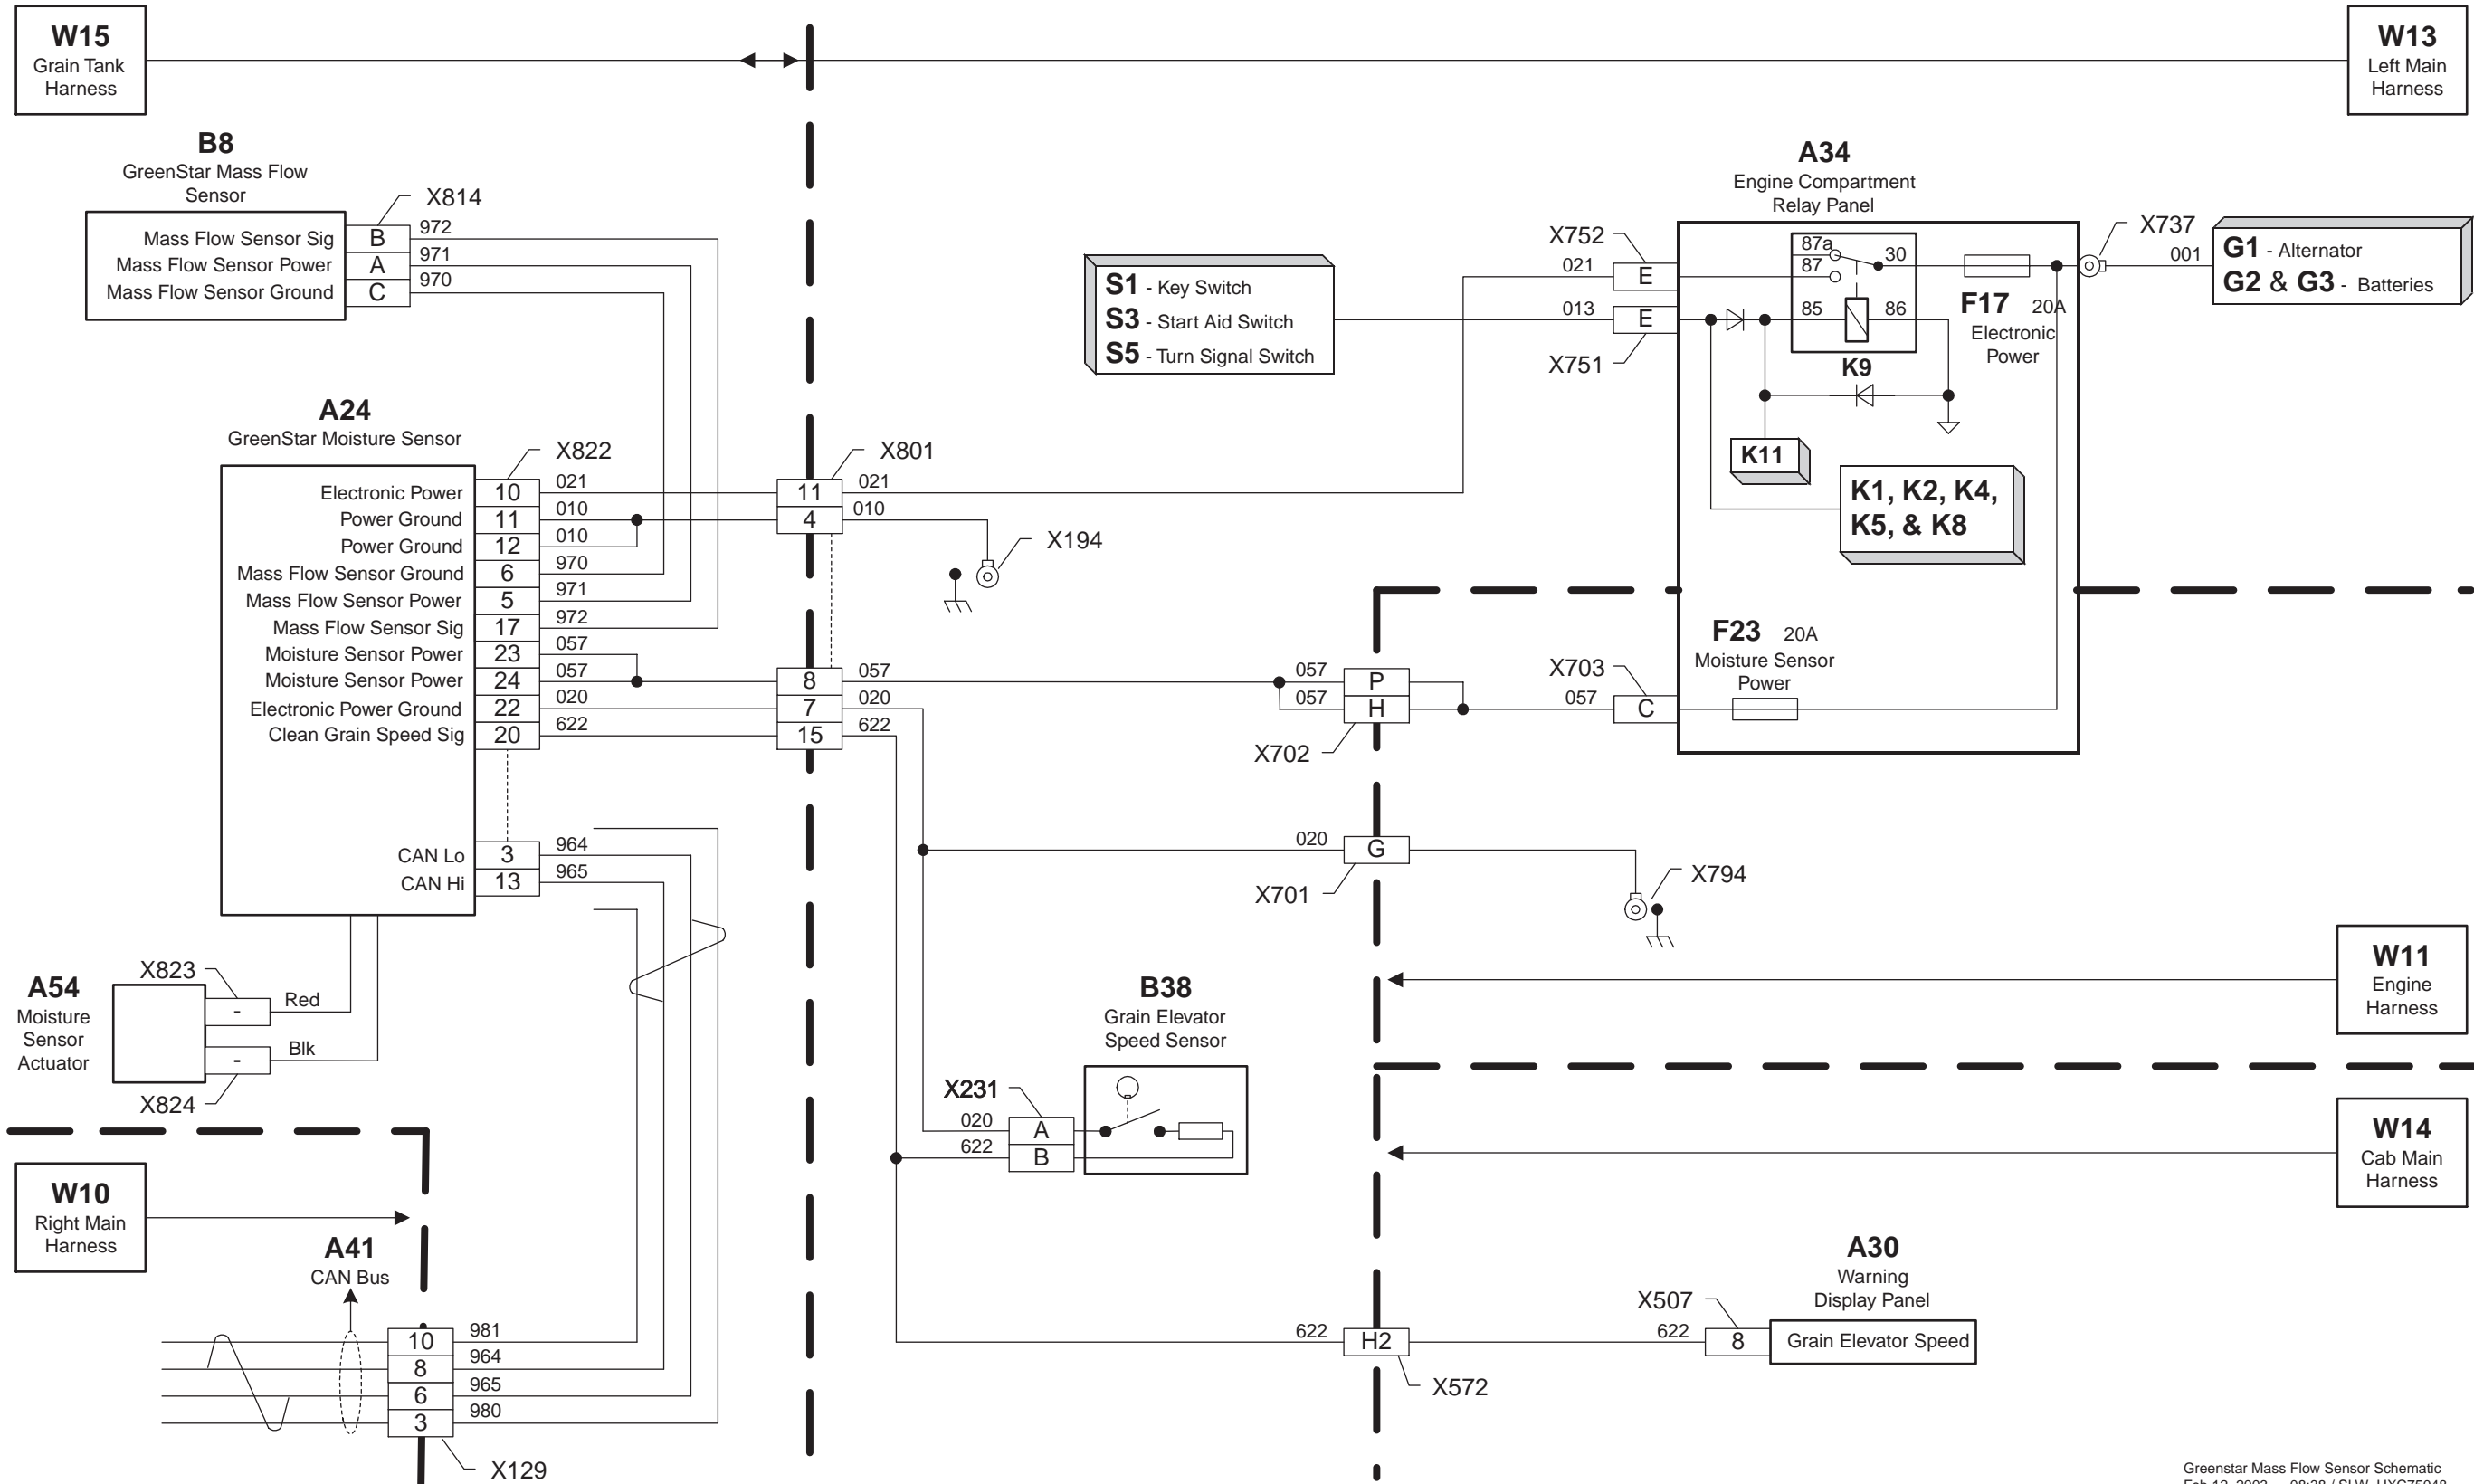 W15
Grain Tank
Harness
W13
Left Main
Harness
B8
GreenStar Mass Flow
Sensor
X814
Mass Flow Sensor Sig B 972
Mass Flow Sensor Power A 971
Mass Flow Sensor Ground C 970
A34
Engine Compartment
Relay Panel
X752
021 E
013 E
X751
S1 - Key Switch
S3 - Start Aid Switch
S5 - Turn Signal Switch
87a
87
30
85
86
K9
F17 20A
Electronic
Power
X737
001
G1 - Alternator
G2 & G3 - Batteries
K11
K1, K2, K4,
K5, & K8
A24
GreenStar Moisture Sensor
X822
X801
Electronic Power 10 021 11 021
Power Ground 11 010 4 010
Power Ground 12 010
Mass Flow Sensor Ground 6 970
Mass Flow Sensor Power 5 971
Mass Flow Sensor Sig 17 972
Moisture Sensor Power 23 057
Moisture Sensor Power 24 057 8 057
Electronic Power Ground 22 020 7 020
Clean Grain Speed Sig 20 622 15 622
CAN Lo 3 964
CAN Hi 13 965
X194
057 P
057 H
X702
X703
057 C
F23 20A
Moisture Sensor
Power
020 G
X701
X794
W11
Engine
Harness
A54
Moisture
Sensor
Actuator
X823
- Red
- Blk
X824
B38
Grain Elevator
Speed Sensor
X231
020 A
622 B
W14
Cab Main
Harness
W10
Right Main
Harness
A41
CAN Bus
10 981
8 964
6 965
3 980
X129
622 H2
X572
A30
Warning
Display Panel
X507
622 8 Grain Elevator Speed
Greenstar Mass Flow Sensor Schematic